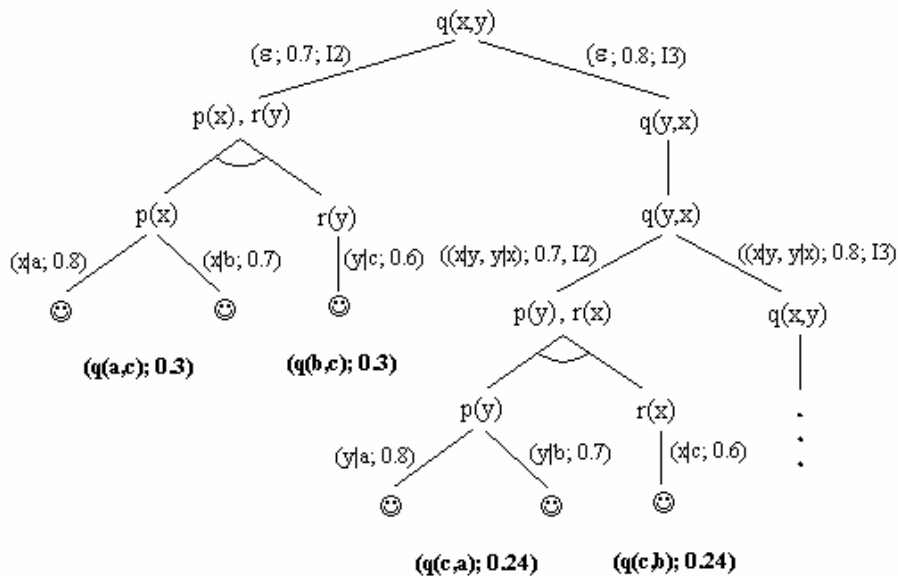 q(x,y)
(ε; 0.7; I2) (ε; 0.8; I3)
p(x) , r(y) q(y,x)
p(x) r(y) q(y,x)
(x|a; 0.8) (x|b; 0.7) (y|c; 0.6) ((x|y, y|x); 0.7, I2) ((x|y, y|x); 0.8; I3)
p(y) , r(x) q(x,y)
(q(a,c); 0.3) (q(b,c); 0.3)
p(y) r(x)
(y|a; 0.8) (y|b; 0.7) (x|c; 0.6)
(q(c,a); 0.24) (q(c,b); 0.24)